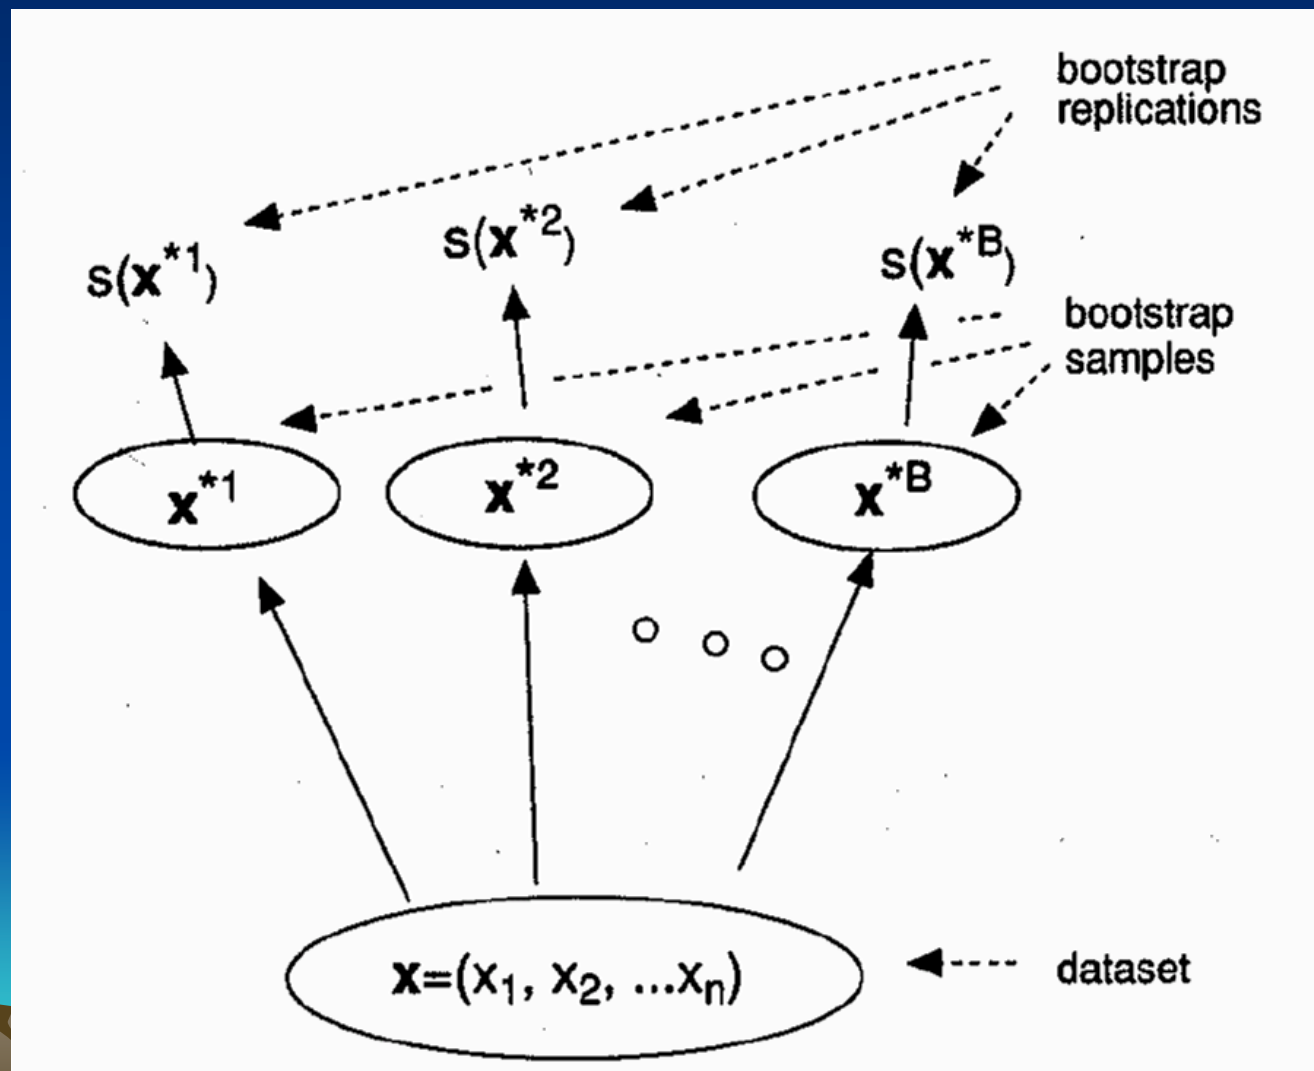 bootstrap
replications
s(x*1)
s(x*2)
s(x*B)
bootstrap
samples
x*1
x*2
x*B
x=(x1, x2, ...xn)
dataset